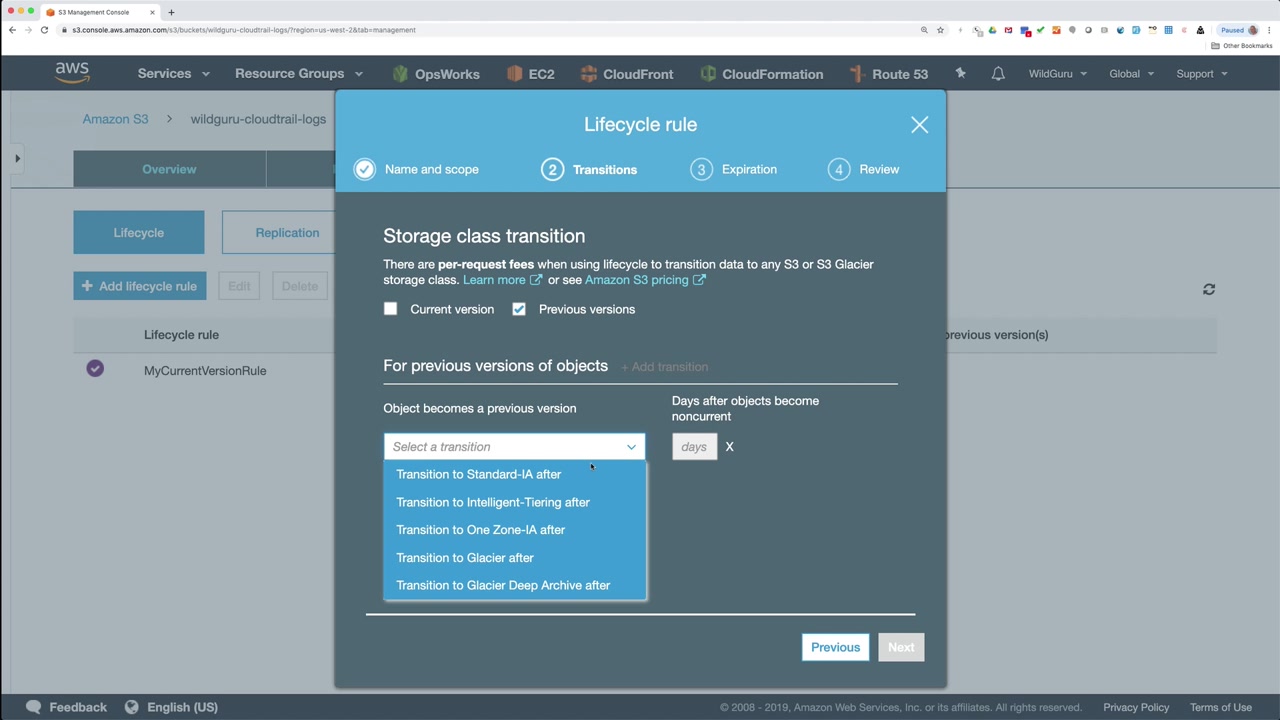 S3 Management Console
s3.console.aws.amazon.com/s3/buckets/wildguru-cloudtrail-logs/?region=us-west-2&tab=management
Paused
Other Bookmarks
aws
Services
Resource Groups
OpsWorks
EC2
CloudFront
CloudFormation
Route 53
WildGuru
Global
Support
Amazon S3 > wildguru-cloudtrail-logs
Overview
Lifecycle
Replication
+ Add lifecycle rule
Edit
Delete
Lifecycle rule
previous version(s)
MyCurrentVersionRule
Lifecycle rule
Name and scope
2 Transitions
3 Expiration
4 Review
Storage class transition
There are per-request fees when using lifecycle to transition data to any S3 or S3 Glacier
storage class. Learn more or see Amazon S3 pricing
Current version
Previous versions
For previous versions of objects + Add transition
Object becomes a previous version
Days after objects become
noncurrent
Select a transition
days X
Transition to Standard-IA after
Transition to Intelligent-Tiering after
Transition to One Zone-IA after
Transition to Glacier after
Transition to Glacier Deep Archive after
Previous
Next
Feedback
English (US)
© 2008 - 2019, Amazon Web Services, Inc. or its affiliates. All rights reserved.
Privacy Policy
Terms of Use